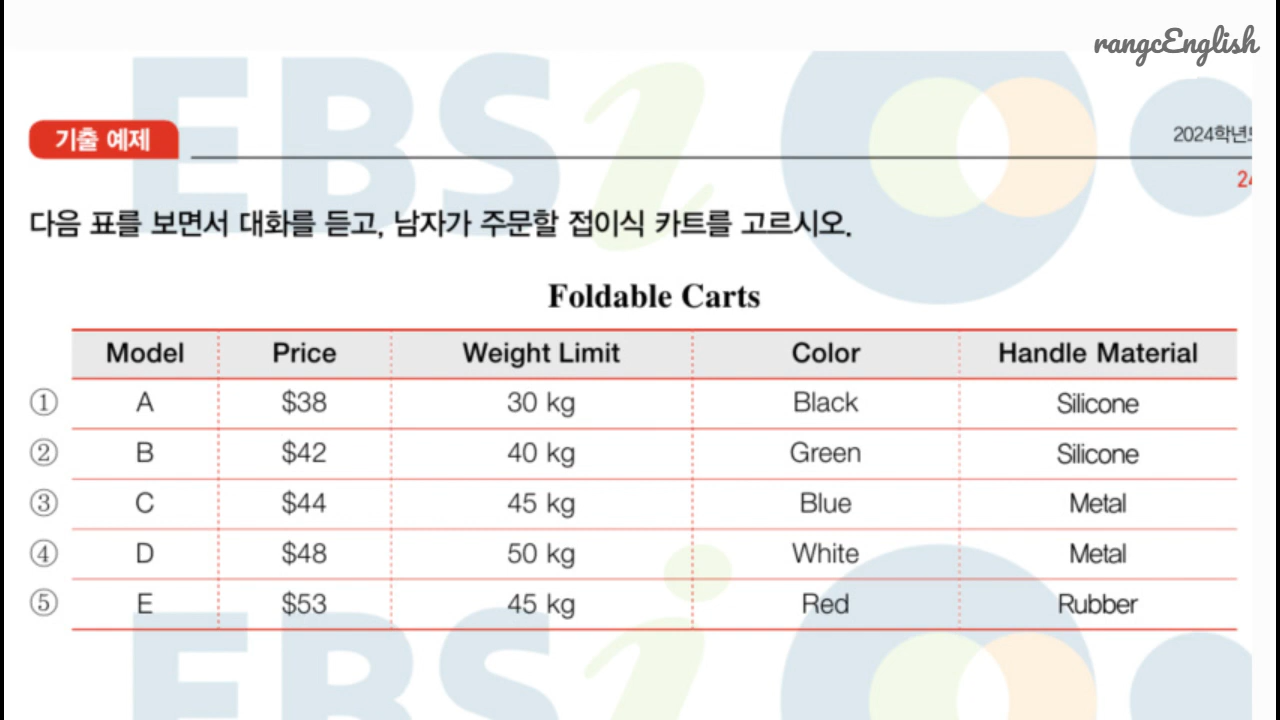 rangcEnglish
기출 예제
2024학년도
24
다음 표를 보면서 대화를 듣고, 남자가 주문할 접이식 카트를 고르시오.
Foldable Carts
Model Price Weight Limit Color Handle Material
① A $38 30 kg Black Silicone
② B $42 40 kg Green Silicone
③ C $44 45 kg Blue Metal
④ D $48 50 kg White Metal
⑤ E $53 45 kg Red Rubber
EBSi
EBSi